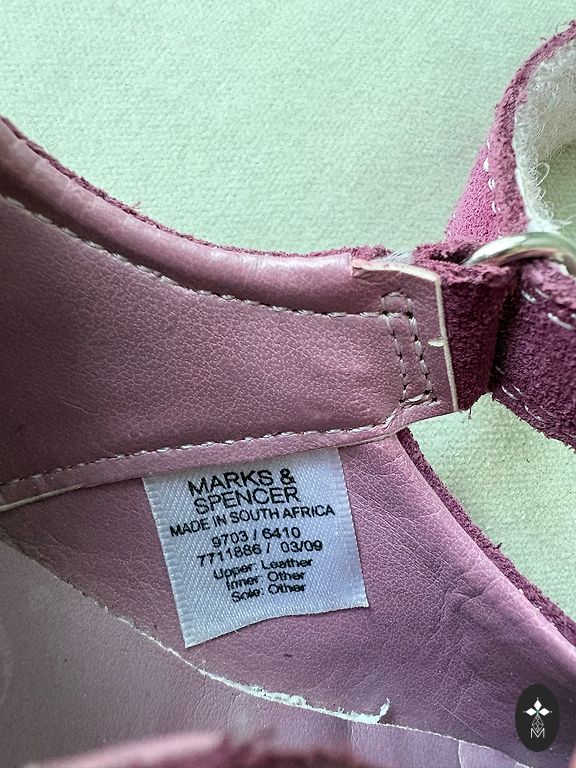 MARKS &
SPENCER
MADE IN SOUTH AFRICA
9703 / 6410
7711886 / 03/09
Upper: Leather
Inner: Other
Sole: Other
M